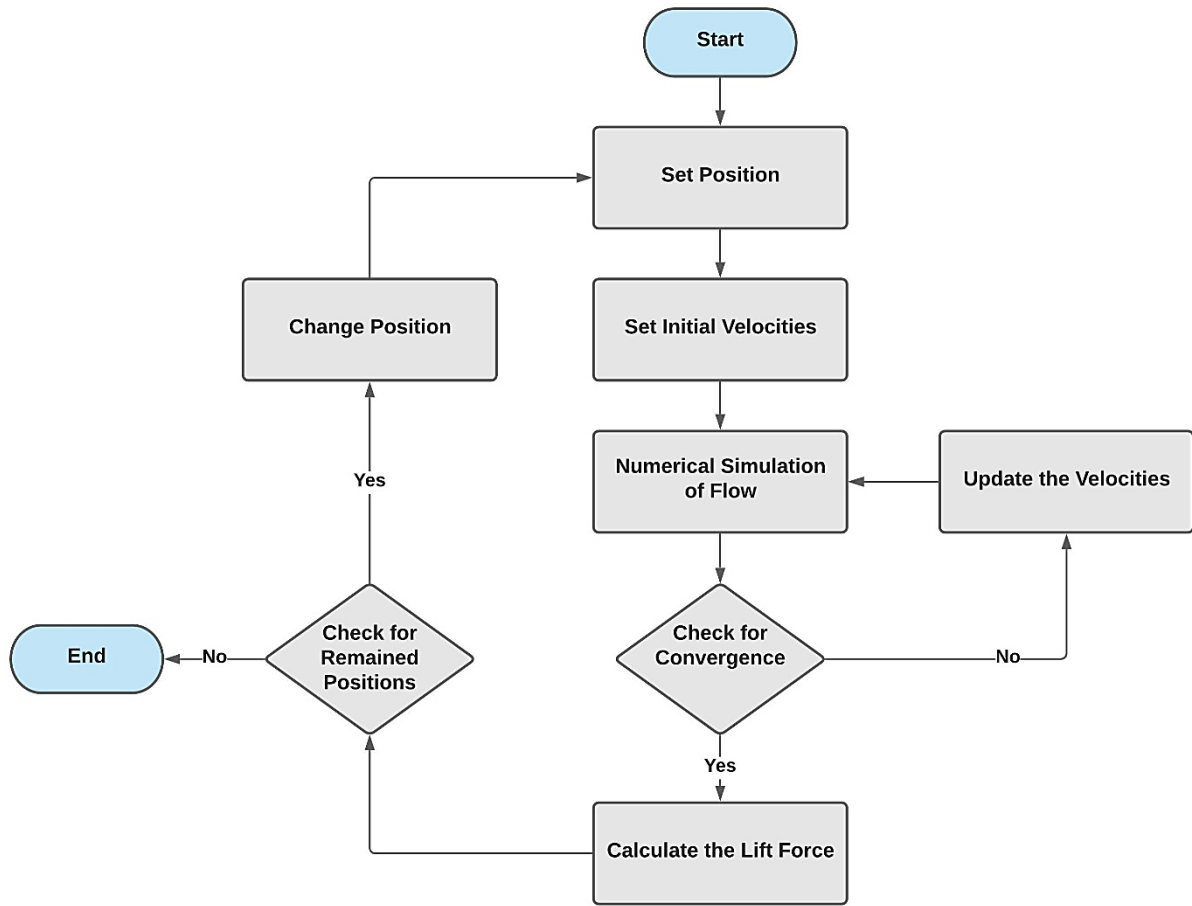 Start
Set Position
Change Position
Set Initial Velocities
Numerical Simulation
of Flow
Update the Velocities
Yes
Check for
Remained
Positions
Check for
Convergence
End
No
No
Yes
Calculate the Lift Force